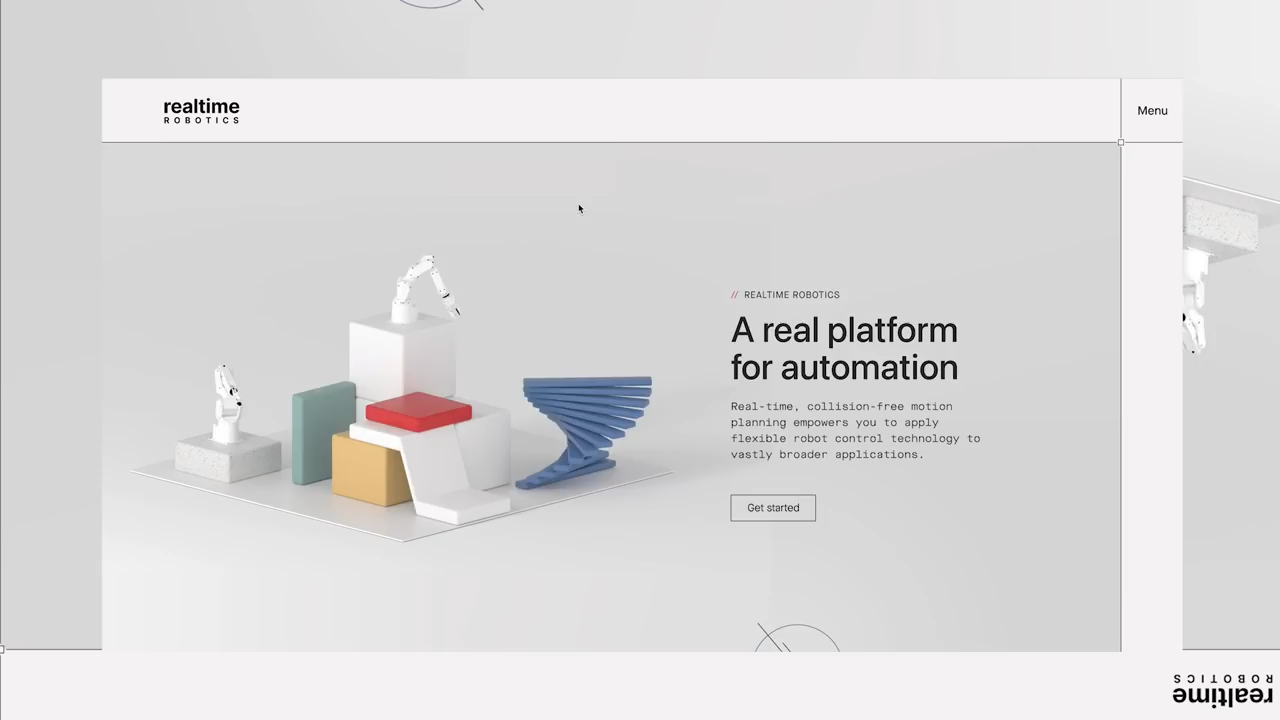 realtime
ROBOTICS
Menu
// REALTIME ROBOTICS
A real platform
for automation
Real-time, collision-free motion
planning empowers you to apply
flexible robot control technology to
vastly broader applications.
Get started
realtime
ROBOTICS